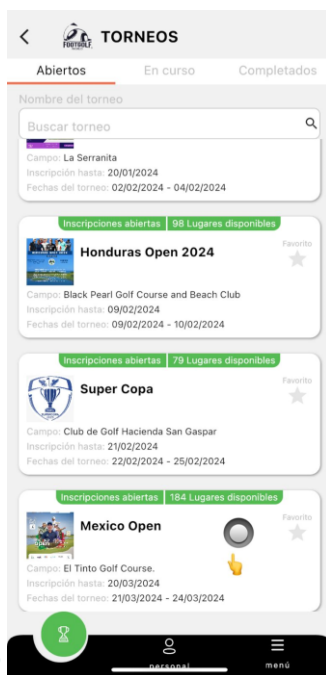 FOOTGOLF
TORNEOS
Abiertos En curso Completados
Nombre del torneo
Buscar torneo
Campo: La Serranita
Inscripción hasta: 20/01/2024
Fechas del torneo: 02/02/2024 - 04/02/2024
Inscripciones abiertas 98 Lugares disponibles
Honduras Open 2024
Favorito
Campo: Black Pearl Golf Course and Beach Club
Inscripción hasta: 09/02/2024
Fechas del torneo: 09/02/2024 - 10/02/2024
Inscripciones abiertas 79 Lugares disponibles
Super Copa
Favorito
Campo: Club de Golf Hacienda San Gaspar
Inscripción hasta: 21/02/2024
Fechas del torneo: 22/02/2024 - 25/02/2024
Inscripciones abiertas 184 Lugares disponibles
Mexico Open
Favorito
Campo: El Tinto Golf Course.
Inscripción hasta: 20/03/2024
Fechas del torneo: 21/03/2024 - 24/03/2024
personal menú